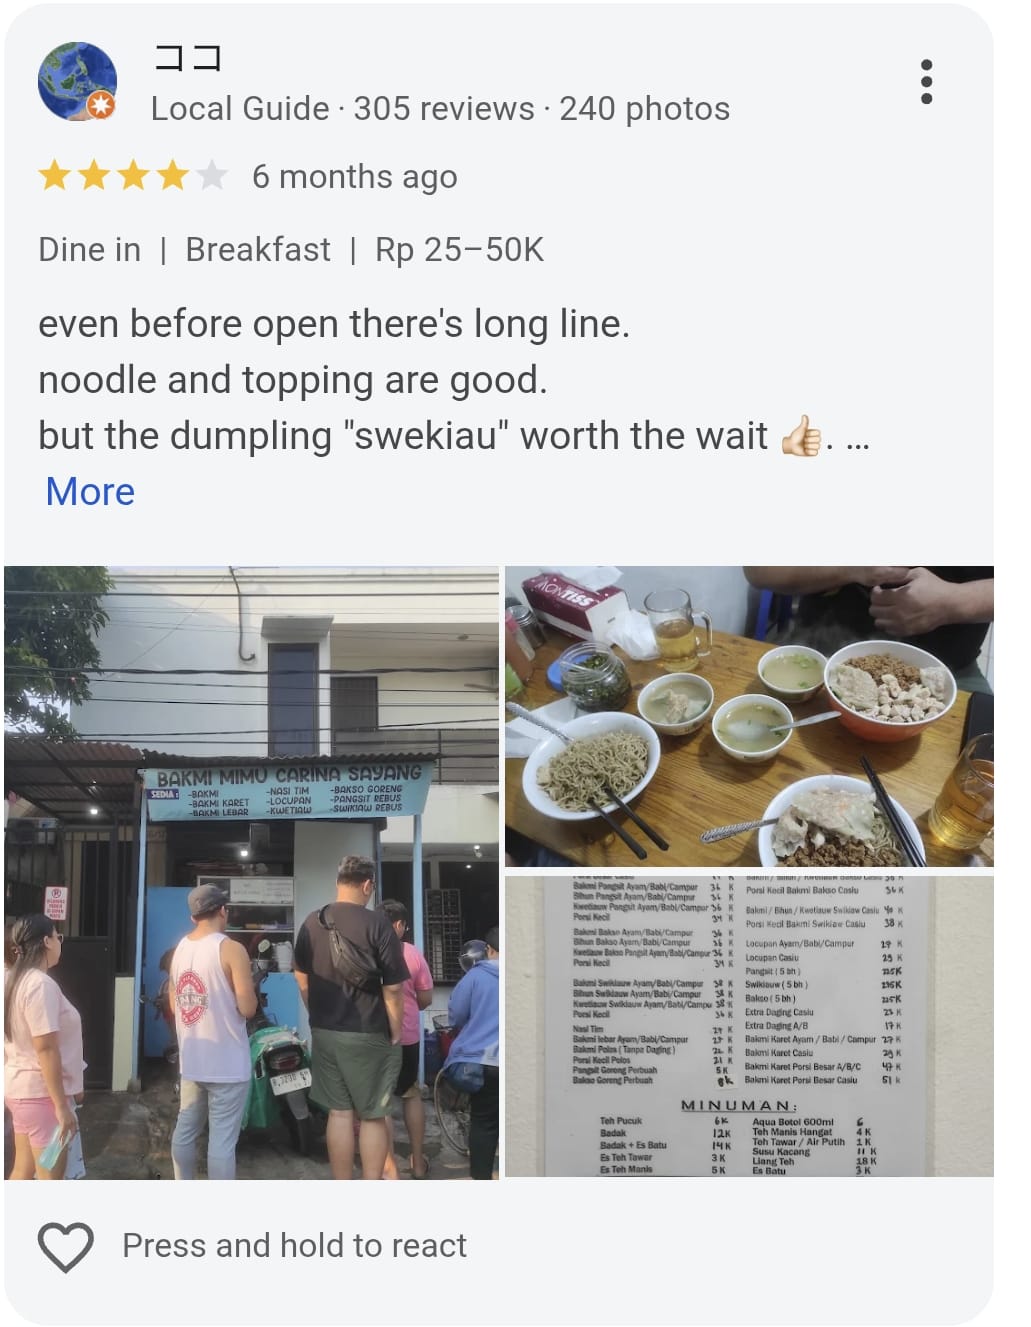 ココ
Local Guide · 305 reviews · 240 photos
6 months ago
Dine in | Breakfast | Rp 25–50K
even before open there's long line.
noodle and topping are good.
but the dumpling "swekiau" worth the wait 👍🏻. ...
More
BAKMI MIMU CARINA SAYANG
SEDIA :
-BAKMI
-BAKMI KARET
-BAKMI LEBAR
-NASI TIM
-LOCUPAN
-KWETIAW
-BAKSO GORENG
-PANGSIT REBUS
-SWIKIAW REBUS
MONTISS
Bakmi Pangsit Ayam/Babi/Campur 36 K
Bihun Pangsit Ayam/Babi/Campur 36 K
Kwetiauw Pangsit Ayam/Babi/Campur 36 K
Porsi Kecil 34 K
Bakmi Bakso Ayam/Babi/Campur 36 K
Bihun Bakso Ayam/Babi/Campur 36 K
Kwetiauw Bakso Pangsit Ayam/Babi/Campur 36 K
Porsi Kecil 34 K
Bakmi Swikiauw Ayam/Babi/Campur 38 K
Bihun Swikiauw Ayam/Babi/Campur 38 K
Kwetiauw Swikiauw Ayam/Babi/Campu 38 K
Porsi Kecil 36 K
Nasi Tim 29 K
Bakmi lebar Ayam/Babi/Campur 27 K
Bakmi Polos ( Tanpa Daging )
Porsi Kecil Polos 21 K
Pangsit Goreng Perbuah 5 K
Bakso Goreng Perbuah 8k
Porsi Kecil Bakmi Bakso Casiu 36 K
Bakmi / Bihun / Kwetiauw Swikiaw Casiu 40 K
Porsi Kecil Bakmi Swikiaw Casiu 38 K
Locupan Ayam/Babi/Campur 27 K
Locupan Casiu 29 K
Pangsit ( 5 bh )
Swikiauw ( 5 bh )
Bakso ( 5 bh )
Extra Daging Casiu
Extra Daging A/B 17 K
Bakmi Karet Ayam / Babi / Campur 27 K
Bakmi Karet Casiu 29 K
Bakmi Karet Porsi Besar A/B/C 47 K
Bakmi Karet Porsi Besar Casiu 51 k
MINUMAN:
Teh Pucuk 6K
Badak 12K
Badak + Es Batu 14 K
Es Teh Tawar 3 K
Es Teh Manis 5 K
Aqua Botol 600ml 6
Teh Manis Hangat 4 K
Teh Tawar / Air Putih 1 K
Susu Kacang 11 K
Liang Teh 18 K
Es Batu 3 K
Press and hold to react